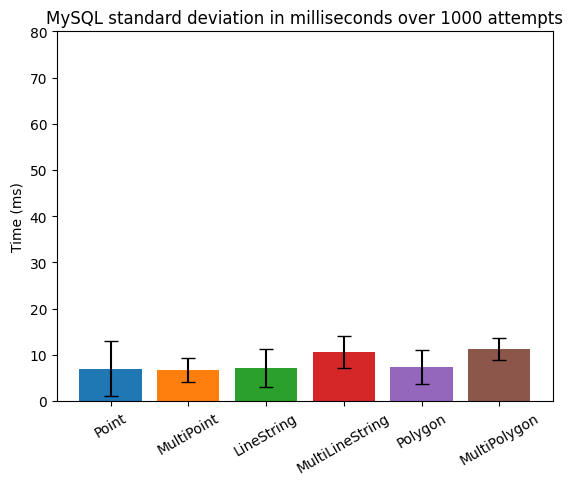 MySQL standard deviation in milliseconds over 1000 attempts
80
70
60
50
40
30
20
10
0
Time (ms)
Point
MultiPoint
LineString
MultiLineString
Polygon
MultiPolygon